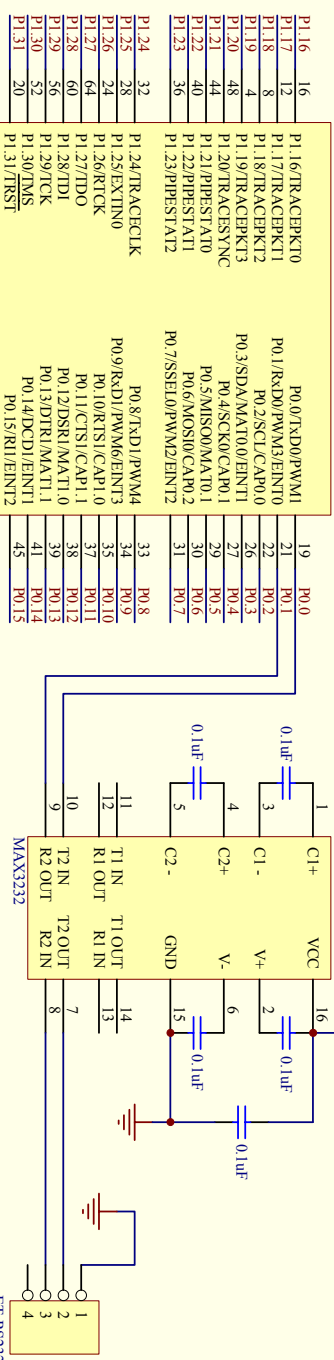 P1.16 16 P1.16/TRACEPKT0 P0.0/TxD0/PWM1 19 P0.0
P1.17 12 P1.17/TRACEPKT1 P0.1/RxD0/PWM3/EINT0 21 P0.1
P1.18 8 P1.18/TRACEPKT2 P0.2/SCL/CAP0.0 22 P0.2
P1.19 4 P1.19/TRACEPKT3 P0.3/SDA/MAT0.0/EINT1 26 P0.3
P1.20 48 P1.20/TRACESYNC P0.4/SCK0/CAP0.1 27 P0.4
P1.21 44 P1.21/PIPESTAT0 P0.5/MISO0/MAT0.1 29 P0.5
P1.22 40 P1.22/PIPESTAT1 P0.6/MOSI0/CAP0.2 30 P0.6
P1.23 36 P1.23/PIPESTAT2 P0.7/SSEL0/PWM2/EINT2 31 P0.7
P1.24 32 P1.24/TRACECLK P0.8/TxD1/PWM4 33 P0.8
P1.25 28 P1.25/EXTIN0 P0.9/RxD1/PWM6/EINT3 34 P0.9
P1.26 24 P1.26/RTCK P0.10/RTS1/CAP1.0 35 P0.10
P1.27 64 P1.27/TDO P0.11/CTS1/CAP1.1 37 P0.11
P1.28 60 P1.28/TDI P0.12/DSR1/MAT1.0 38 P0.12
P1.29 56 P1.29/TCK P0.13/DTR1/MAT1.1 39 P0.13
P1.30 52 P1.30/TMS P0.14/DCD1/EINT1 41 P0.14
P1.31 20 P1.31/TRST P0.15/RI1/EINT2 45 P0.15
0.1uF
0.1uF
1 C1+ VCC 16
3 C1 - V+ 2
4 C2+ V- 6
5 C2 - GND 15
11 T1 IN T1 OUT 14
12 R1 OUT R1 IN 13
10 T2 IN T2 OUT 7
9 R2 OUT R2 IN 8
MAX3232
0.1uF
0.1uF
0.1uF
1
2
3
4